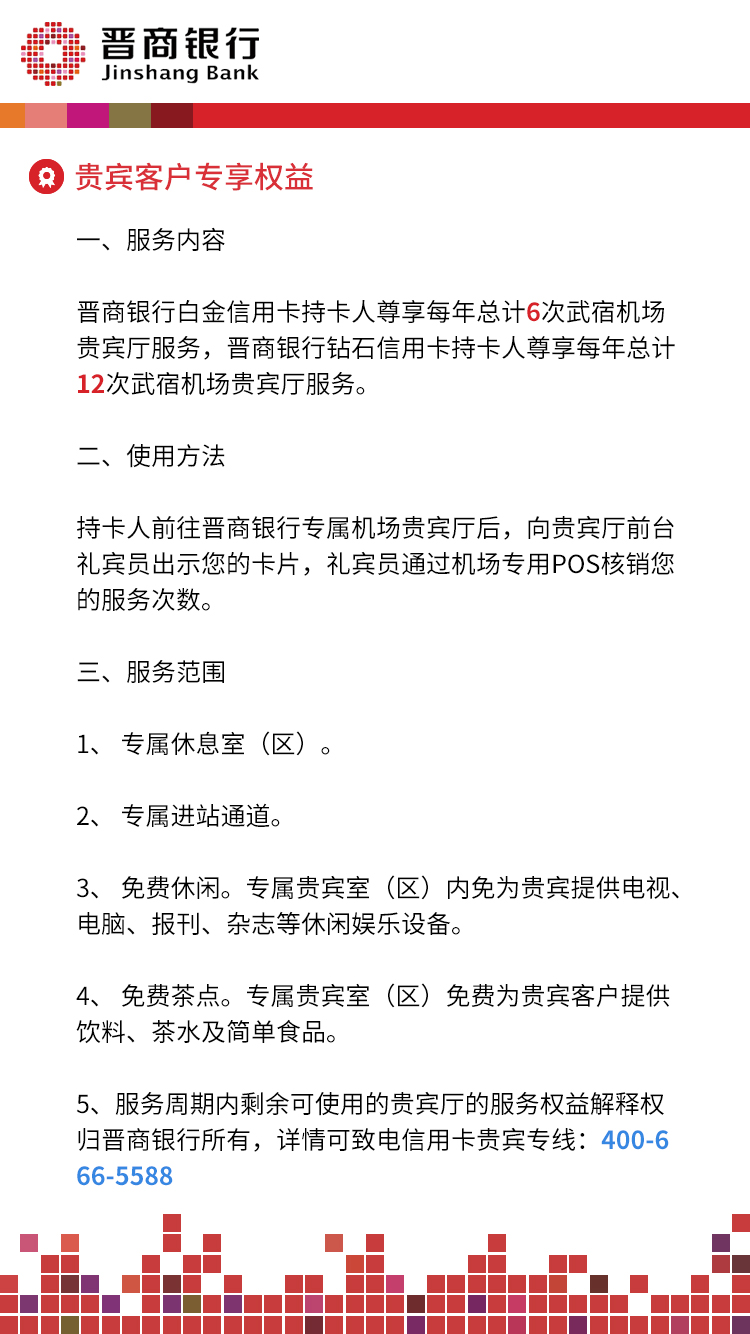 晋商银行
Jinshang Bank
贵宾客户专享权益
一、服务内容
晋商银行白金信用卡持卡人尊享每年总计6次武宿机场
贵宾厅服务，晋商银行钻石信用卡持卡人尊享每年总计
12次武宿机场贵宾厅服务。
二、使用方法
持卡人前往晋商银行专属机场贵宾厅后，向贵宾厅前台
礼宾员出示您的卡片，礼宾员通过机场专用POS核销您
的服务次数。
三、服务范围
1、 专属休息室（区）。
2、 专属进站通道。
3、 免费休闲。专属贵宾室（区）内免为贵宾提供电视、
电脑、报刊、杂志等休闲娱乐设备。
4、 免费茶点。专属贵宾室（区）免费为贵宾客户提供
饮料、茶水及简单食品。
5、服务周期内剩余可使用的贵宾厅的服务权益解释权
归晋商银行所有，详情可致电信用卡贵宾专线：400-6
66-5588